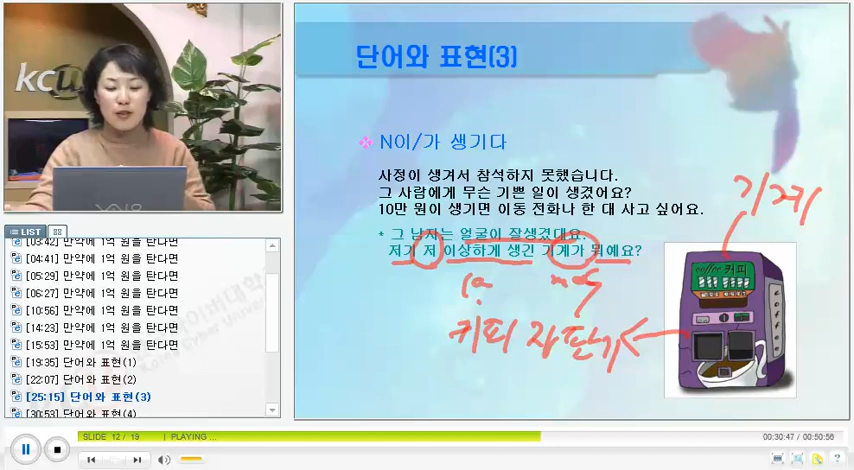 kcu
단어와 표현(3)
N이/가 생기다
사정이 생겨서 참석하지 못했습니다.
그 사람에게 무슨 기쁜 일이 생겼어요?
10만 원이 생기면 이동 전화나 한 대 사고 싶어요.
* 그 남자는 얼굴이 잘생겼대요.
저기 저 이상하게 생긴 기계가 뭐예요?
기계
커피 자판기
coffee 커피
LIST
[03:42] 만약에 1억 원을 탄다면
[04:41] 만약에 1억 원을 탄다면
[05:29] 만약에 1억 원을 탄다면
[06:27] 만약에 1억 원을 탄다면
[10:56] 만약에 1억 원을 탄다면
[14:23] 만약에 1억 원을 탄다면
[15:53] 만약에 1억 원을 탄다면
[19:35] 단어와 표현(1)
[22:07] 단어와 표현(2)
[25:15] 단어와 표현(3)
[30:53] 단어와 표현(4)
SLIDE 12 / 19 | PLAYING ...
00:30:47 / 00:50:56